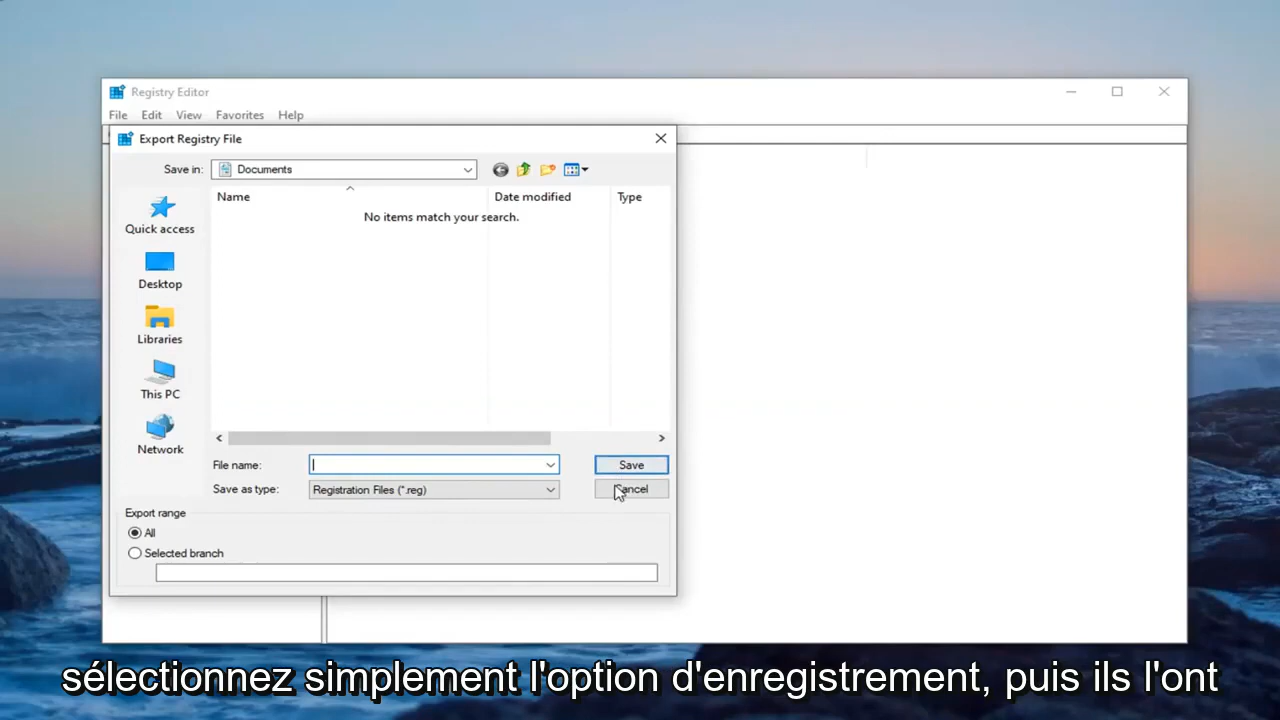 Registry Editor
File Edit View Favorites Help
Export Registry File
Save in: Documents
Name Date modified Type
No items match your search.
Quick access
Desktop
Libraries
This PC
Network
File name: Save
Save as type: Registration Files (*.reg) Cancel
Export range
All
Selected branch
sélectionnez simplement l'option d'enregistrement, puis ils l'ont